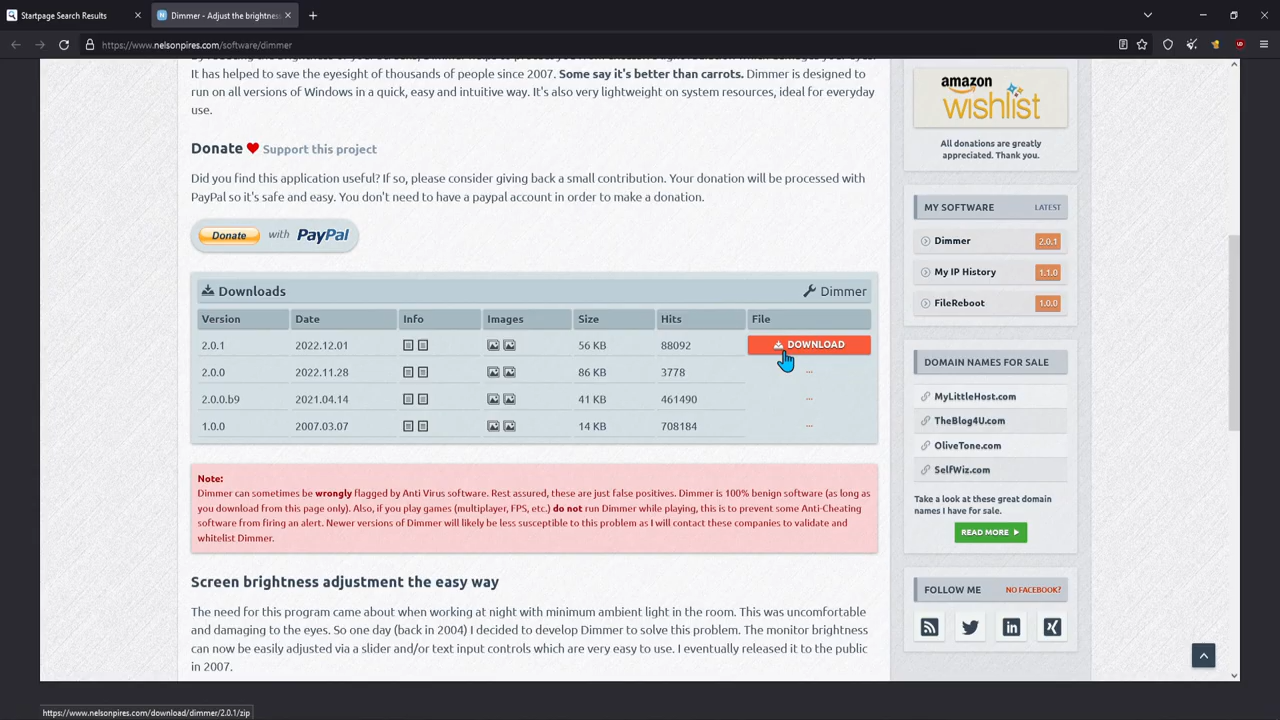 Startpage Search Results
Dimmer - Adjust the brightness
https://www.nelsonpires.com/software/dimmer
It has helped to save the eyesight of thousands of people since 2007. Some say it's better than carrots. Dimmer is designed to
run on all versions of Windows in a quick, easy and intuitive way. It's also very lightweight on system resources, ideal for everyday
use.
Donate Support this project
Did you find this application useful? If so, please consider giving back a small contribution. Your donation will be processed with
PayPal so it's safe and easy. You don't need to have a paypal account in order to make a donation.
Donate with PayPal
Downloads Dimmer
Version Date Info Images Size Hits File
2.0.1 2022.12.01 56 KB 88092 DOWNLOAD
2.0.0 2022.11.28 86 KB 3778 ...
2.0.0.b9 2021.04.14 41 KB 461490 ...
1.0.0 2007.03.07 14 KB 708184 ...
Note:
Dimmer can sometimes be wrongly flagged by Anti Virus software. Rest assured, these are just false positives. Dimmer is 100% benign software (as long as
you download from this page only). Also, if you play games (multiplayer, FPS, etc.) do not run Dimmer while playing, this is to prevent some Anti-Cheating
software from firing an alert. Newer versions of Dimmer will likely be less susceptible to this problem as I will contact these companies to validate and
whitelist Dimmer.
Screen brightness adjustment the easy way
The need for this program came about when working at night with minimum ambient light in the room. This was uncomfortable
and damaging to the eyes. So one day (back in 2004) I decided to develop Dimmer to solve this problem. The monitor brightness
can now be easily adjusted via a slider and/or text input controls which are very easy to use. I eventually released it to the public
in 2007.
amazon
wishlist
All donations are greatly
appreciated. Thank you.
MY SOFTWARE LATEST
Dimmer 2.0.1
My IP History 1.1.0
FileReboot 1.0.0
DOMAIN NAMES FOR SALE
MyLittleHost.com
TheBlog4U.com
OliveTone.com
SelfWiz.com
Take a look at these great domain
names I have for sale.
READ MORE
FOLLOW ME NO FACEBOOK?
https://www.nelsonpires.com/download/dimmer/2.0.1/zip